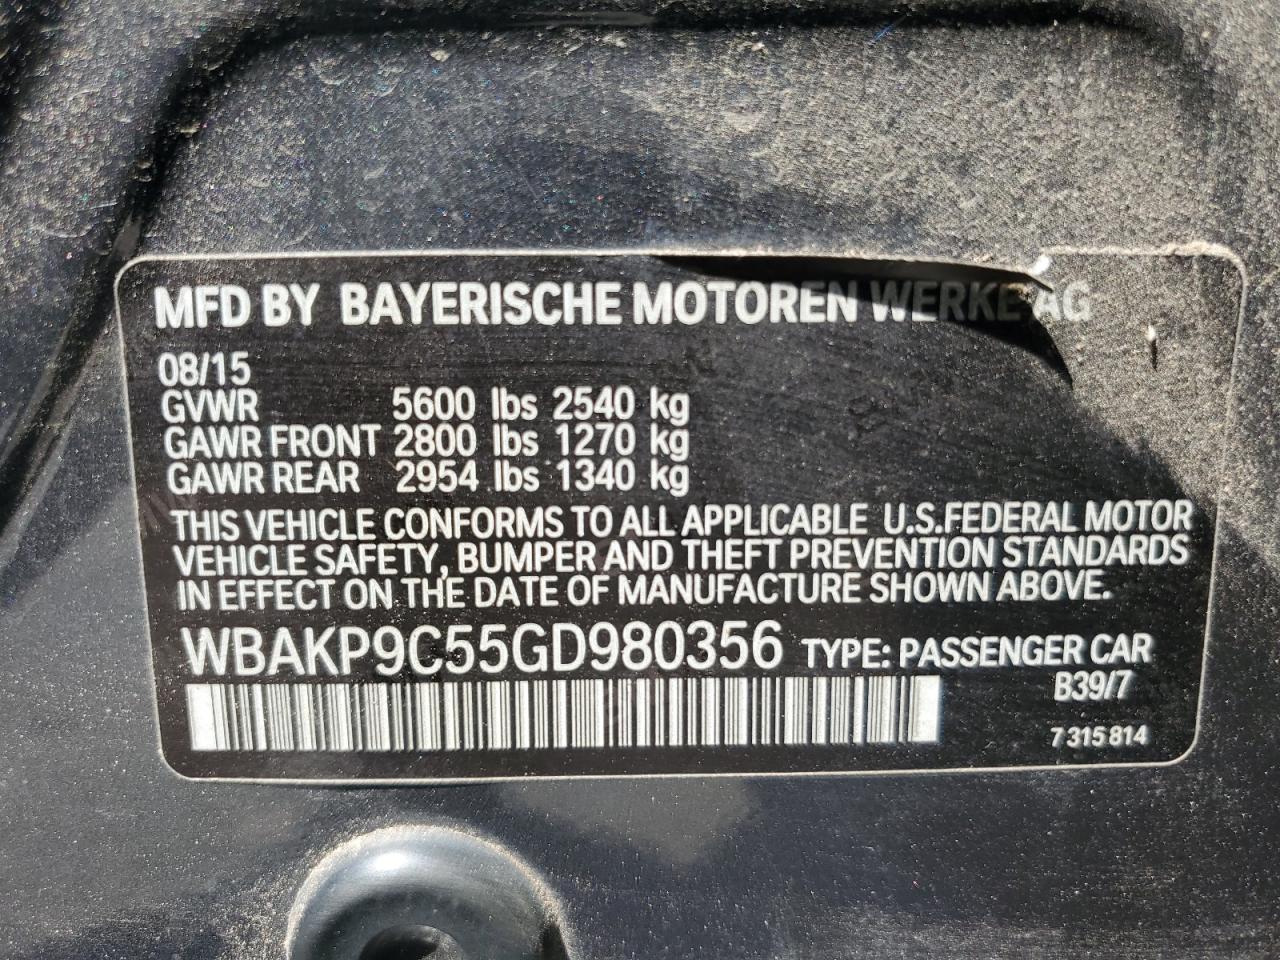 MFD BY BAYERISCHE MOTOREN WERKE AG
08/15
GVWR 5600 lbs 2540 kg
GAWR FRONT 2800 lbs 1270 kg
GAWR REAR 2954 lbs 1340 kg
THIS VEHICLE CONFORMS TO ALL APPLICABLE U.S.FEDERAL MOTOR
VEHICLE SAFETY, BUMPER AND THEFT PREVENTION STANDARDS
IN EFFECT ON THE DATE OF MANUFACTURE SHOWN ABOVE.
WBAKP9C55GD980356 TYPE: PASSENGER CAR
B39/7
7 315 814